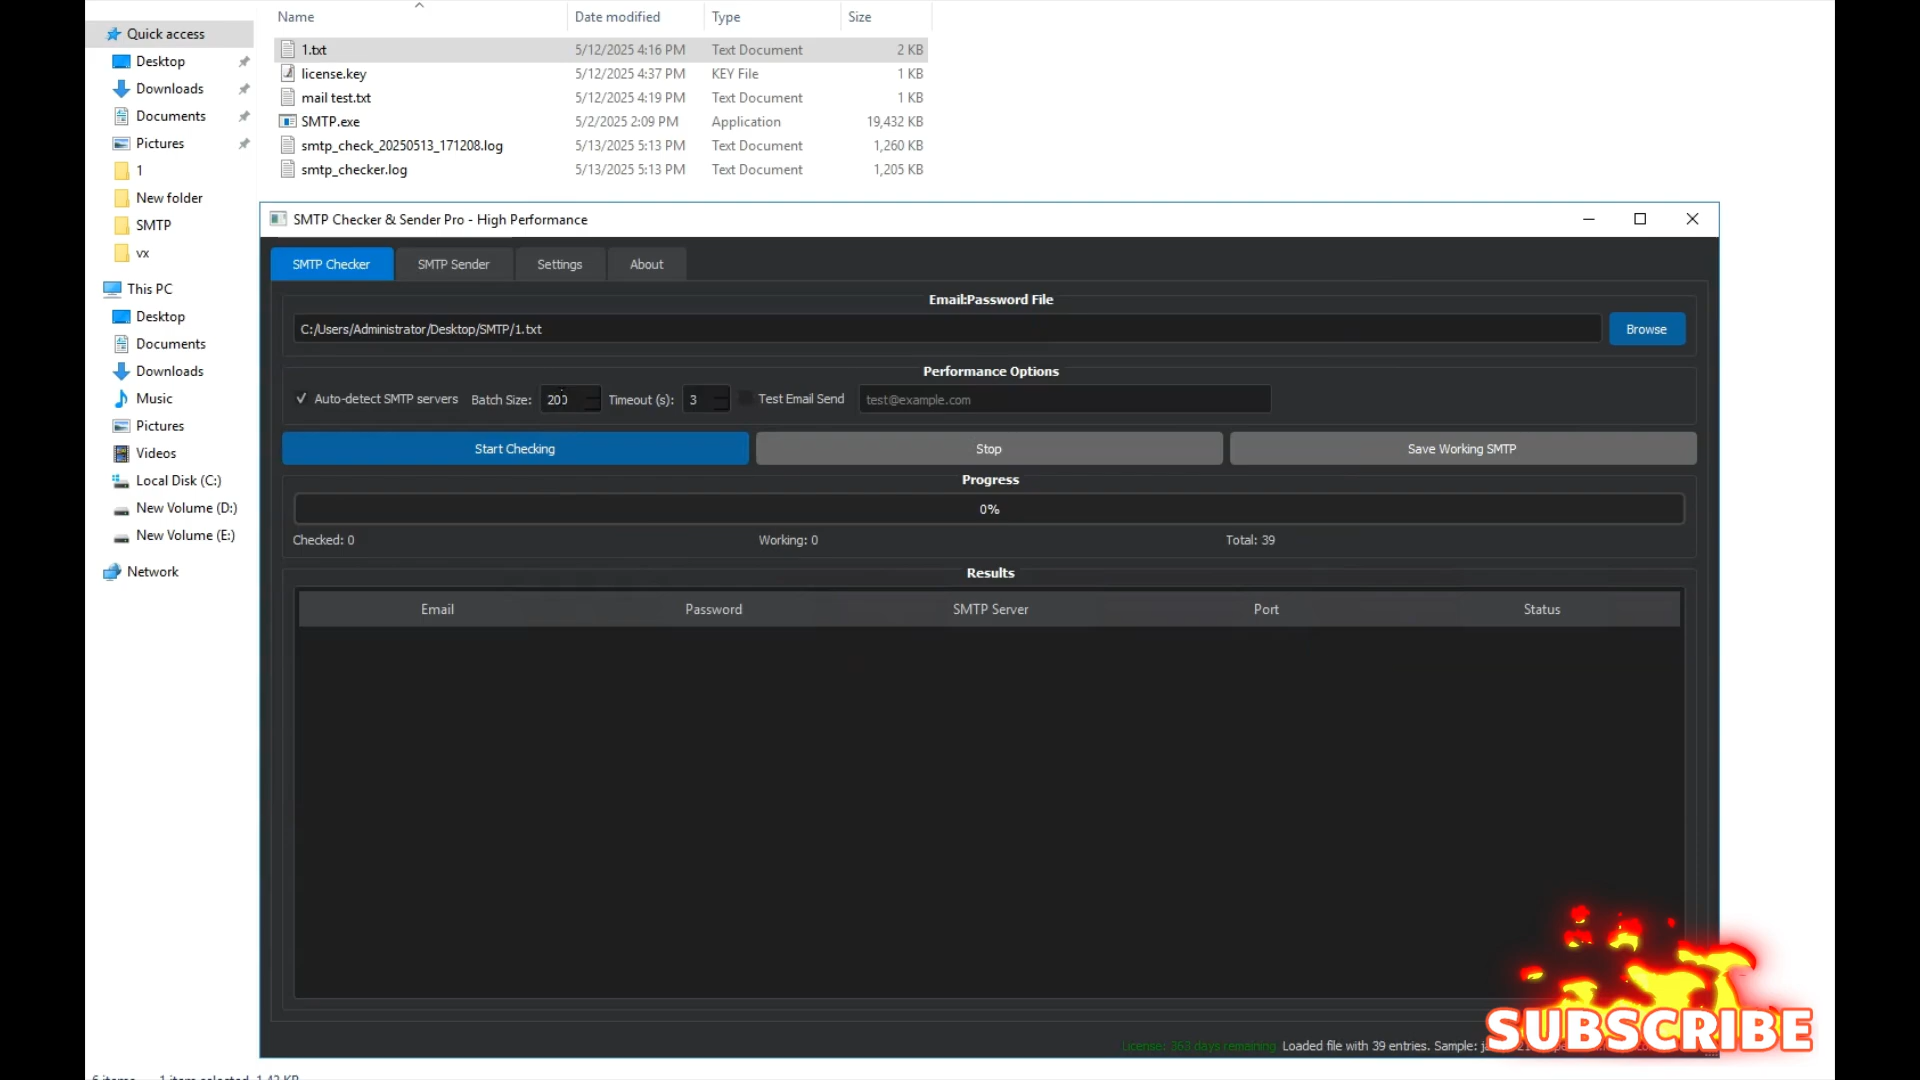 Name Date modified Type Size
Quick access
Desktop
Downloads
Documents
Pictures
1
New folder
SMTP
vx
This PC
Desktop
Documents
Downloads
Music
Pictures
Videos
Local Disk (C:)
New Volume (D:)
New Volume (E:)
Network
1.txt 5/12/2025 4:16 PM Text Document 2 KB
license.key 5/12/2025 4:37 PM KEY File 1 KB
mail test.txt 5/12/2025 4:19 PM Text Document 1 KB
SMTP.exe 5/2/2025 2:09 PM Application 19,432 KB
smtp_check_20250513_171208.log 5/13/2025 5:13 PM Text Document 1,260 KB
smtp_checker.log 5/13/2025 5:13 PM Text Document 1,205 KB
SMTP Checker & Sender Pro - High Performance
SMTP Checker SMTP Sender Settings About
Email:Password File
C:/Users/Administrator/Desktop/SMTP/1.txt Browse
Performance Options
Auto-detect SMTP servers Batch Size: 200 Timeout (s): 3 Test Email Send test@example.com
Start Checking Stop Save Working SMTP
Progress
0%
Checked: 0 Working: 0 Total: 39
Results
Email Password SMTP Server Port Status
License: 363 days remaining Loaded file with 39 entries. Sample:
SUBSCRIBE